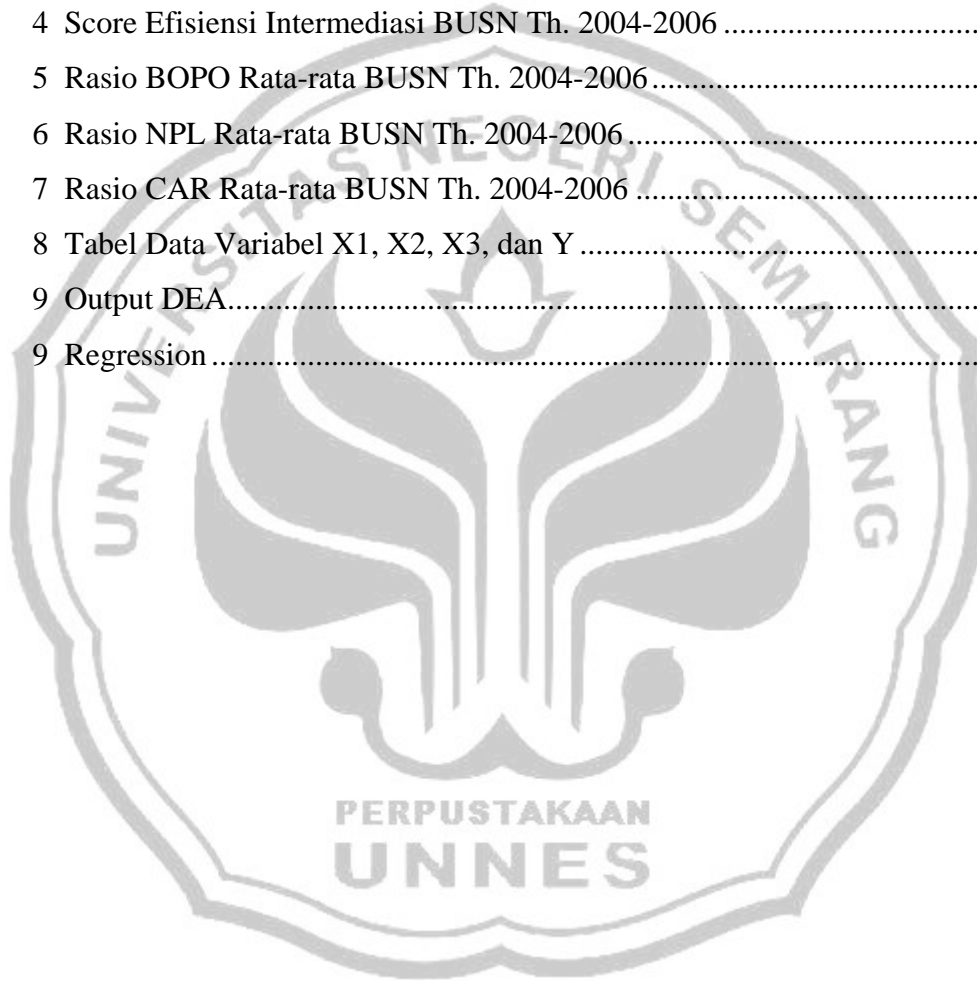 4 Score Efisiensi Intermediasi BUSN Th. 2004-2006 ...............................
5 Rasio BOPO Rata-rata BUSN Th. 2004-2006 .......................................
6 Rasio NPL Rata-rata BUSN Th. 2004-2006 ..........................................
7 Rasio CAR Rata-rata BUSN Th. 2004-2006 .........................................
8 Tabel Data Variabel X1, X2, X3, dan Y ................................................
9 Output DEA............................................................................................
9 Regression ..............................................................................................
UNIVERSITAS NEGERI SEMARANG
PERPUSTAKAAN
UNNES